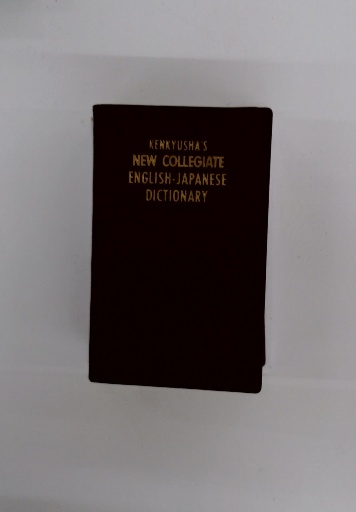 KENKYUSHA'S
NEW COLLEGIATE
ENGLISH-JAPANESE
DICTIONARY